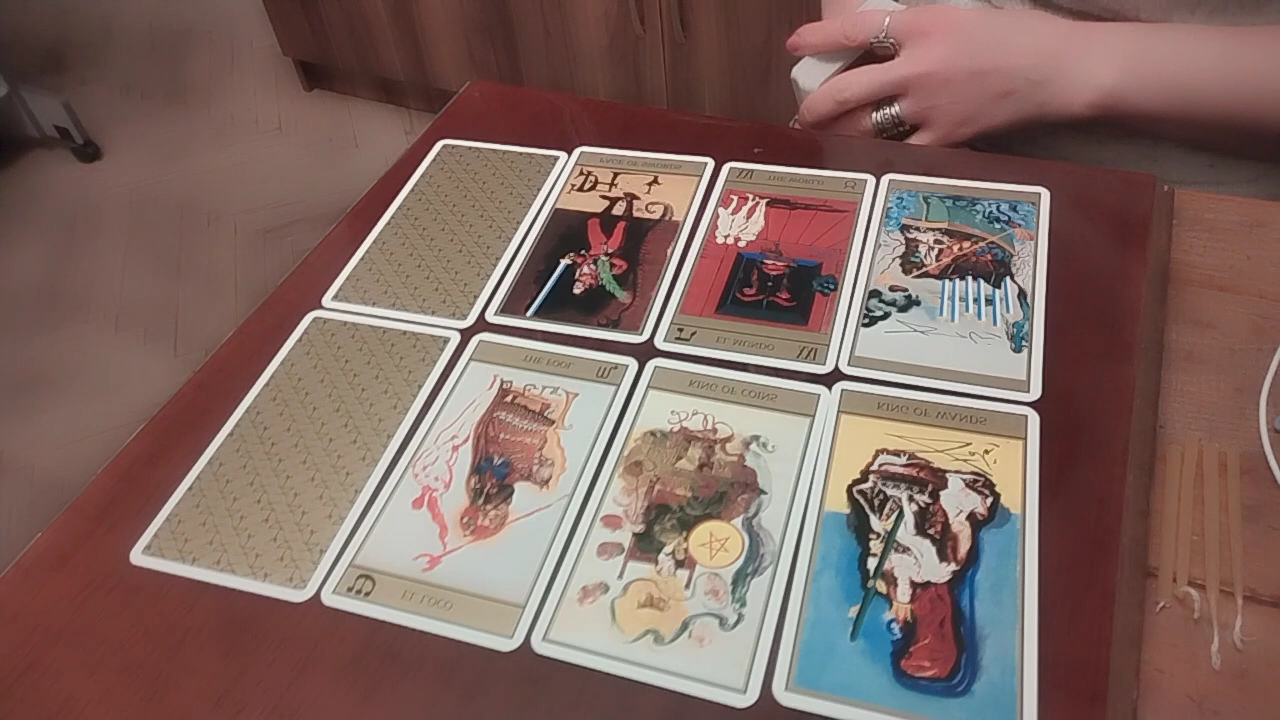 PAGE OF SWORDS
XXI THE WORLD
EL MUNDO XXI
THE FOOL
EL LOCO
KING OF COINS
KING OF WANDS